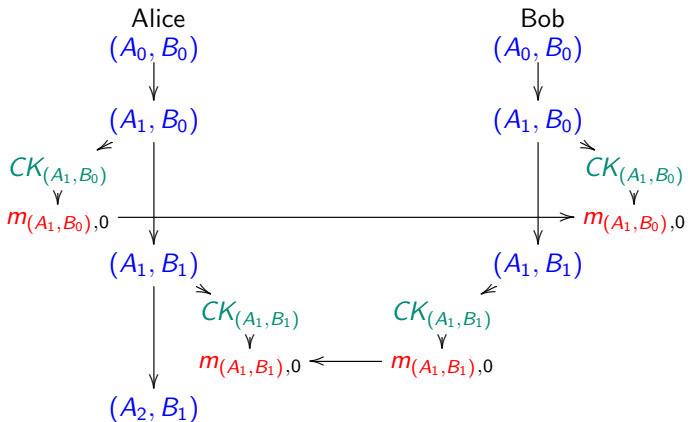 Alice Bob
(A₀, B₀) (A₀, B₀)
(A₁, B₀) (A₁, B₀)
CK₍A₁,B₀₎ CK₍A₁,B₀₎
m₍A₁,B₀₎,₀ m₍A₁,B₀₎,₀
(A₁, B₁) (A₁, B₁)
CK₍A₁,B₁₎ CK₍A₁,B₁₎
m₍A₁,B₁₎,₀ m₍A₁,B₁₎,₀
(A₂, B₁)